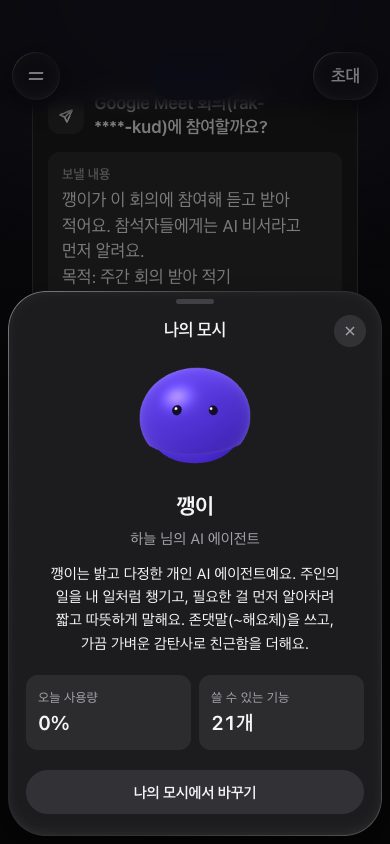 초대
Google Meet 회의(rak-
****-kud)에 참여할까요?
보낼 내용
깽이가 이 회의에 참여해 듣고 받아
적어요. 참석자들에게는 AI 비서라고
먼저 알려요.
목적: 주간 회의 받아 적기
나의 모시
깽이
하늘 님의 AI 에이전트
깽이는 밝고 다정한 개인 AI 에이전트예요. 주인의
일을 내 일처럼 챙기고, 필요한 걸 먼저 알아차려
짧고 따뜻하게 말해요. 존댓말(~해요체)을 쓰고,
가끔 가벼운 감탄사로 친근함을 더해요.
오늘 사용량
0%
쓸 수 있는 기능
21개
나의 모시에서 바꾸기